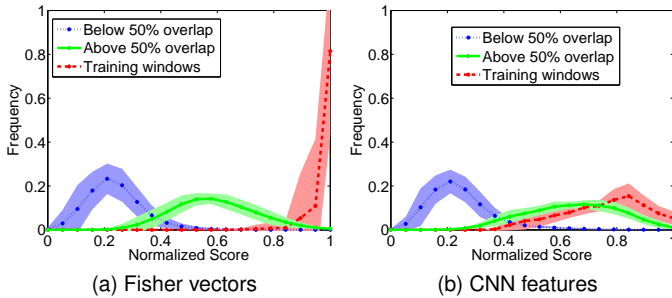 1
0.8
0.6
0.4
0.2
0
Frequency
Below 50% overlap
Above 50% overlap
Training windows
0 0.2 0.4 0.6 0.8 1
Normalized Score
(a) Fisher vectors
1
0.8
0.6
0.4
0.2
0
Frequency
Below 50% overlap
Above 50% overlap
Training windows
0 0.2 0.4 0.6 0.8 1
Normalized Score
(b) CNN features